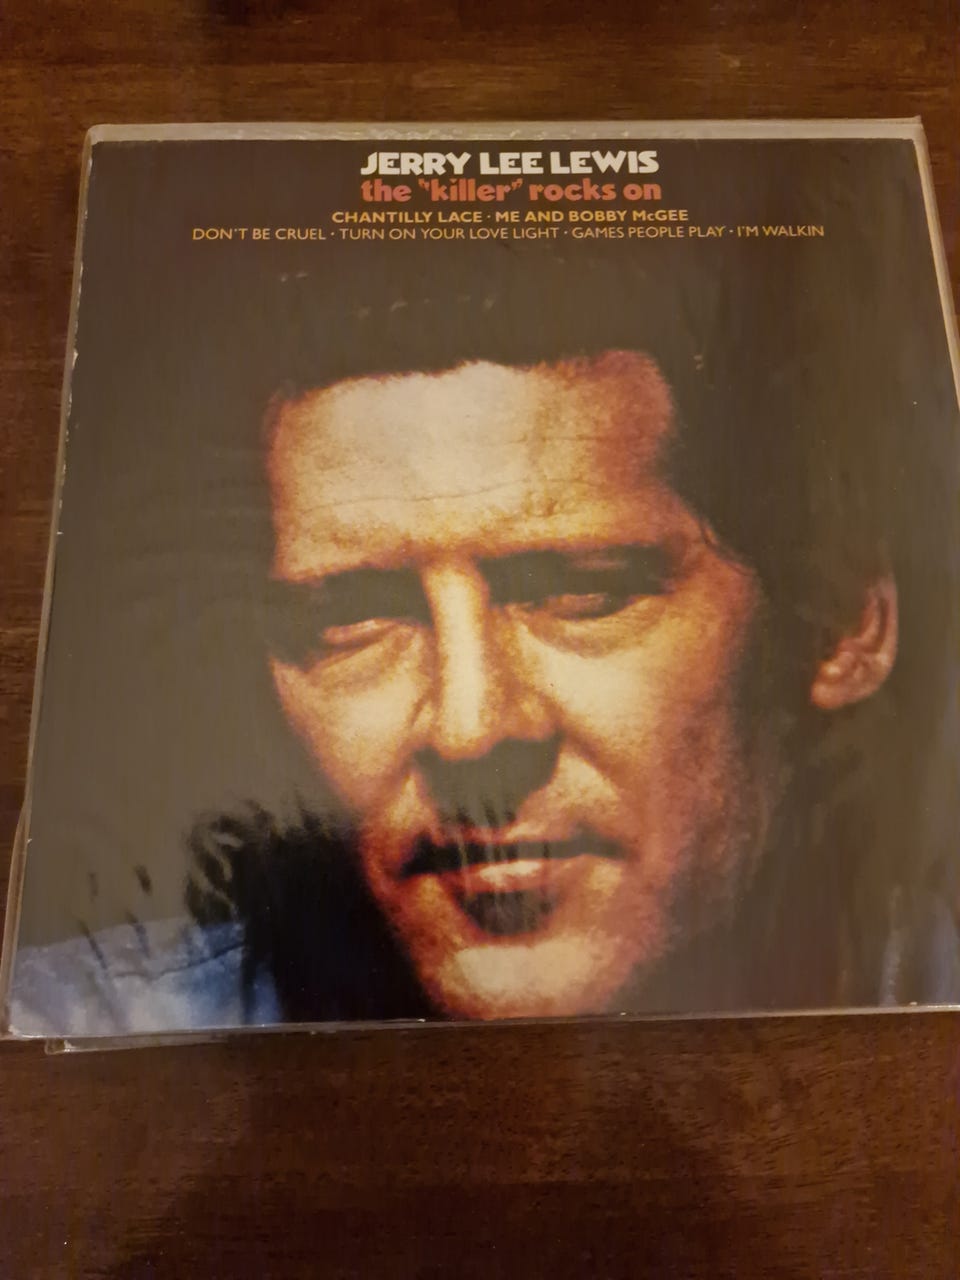 JERRY LEE LEWIS
the "killer" rocks on
CHANTILLY LACE · ME AND BOBBY McGEE
DON'T BE CRUEL · TURN ON YOUR LOVE LIGHT · GAMES PEOPLE PLAY · I'M WALKIN